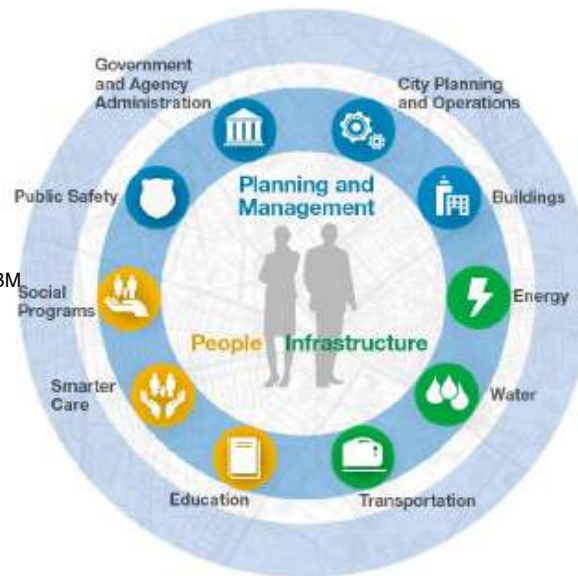 Government
and Agency
Administration
City Planning
and Operations
Public Safety
Planning and
Management
Buildings
BM
Social
Programs
Energy
People
Infrastructure
Smarter
Care
Water
Education
Transportation